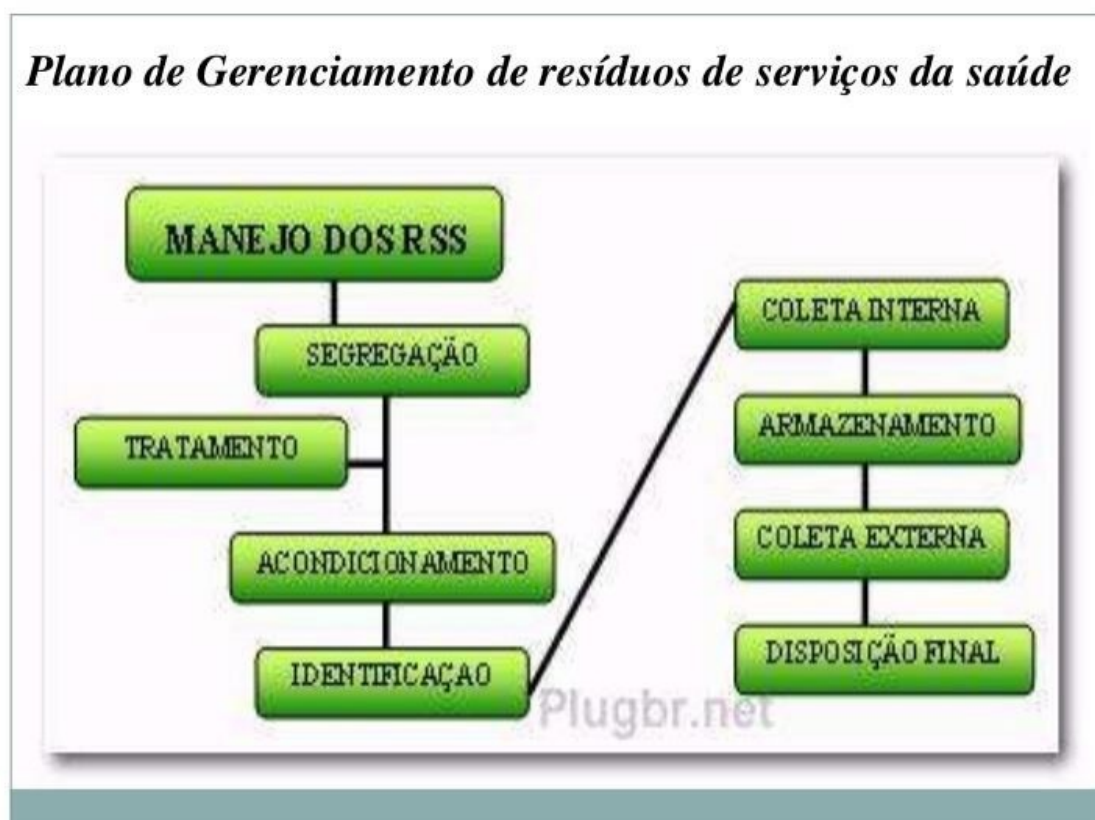 Plano de Gerenciamento de resíduos de serviços da saúde
MANEJO DOS RSS
SEGREGAÇÃO
TRATAMENTO
ACONDICIONAMENTO
IDENTIFICAÇAO
COLETA INTERNA
ARMAZENAMENTO
COLETA EXTERNA
DISPOSIÇÃO FINAL
Plugbr.net